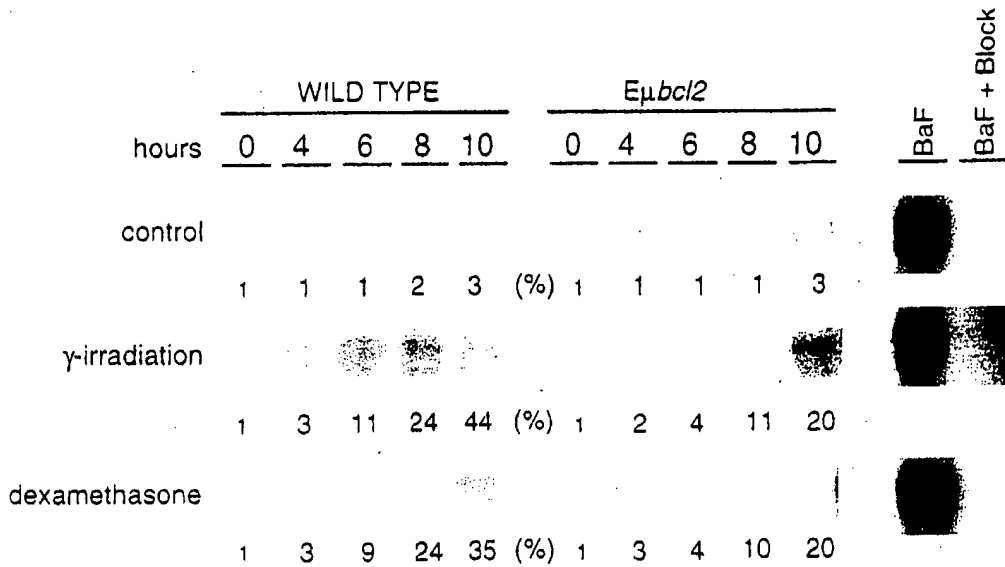 WILD TYPE Eμbcl2 BaF BaF + Block
hours 0 4 6 8 10 0 4 6 8 10
control
1 1 1 2 3 (%) 1 1 1 1 3
γ-irradiation
1 3 11 24 44 (%) 1 2 4 11 20
dexamethasone
1 3 9 24 35 (%) 1 3 4 10 20